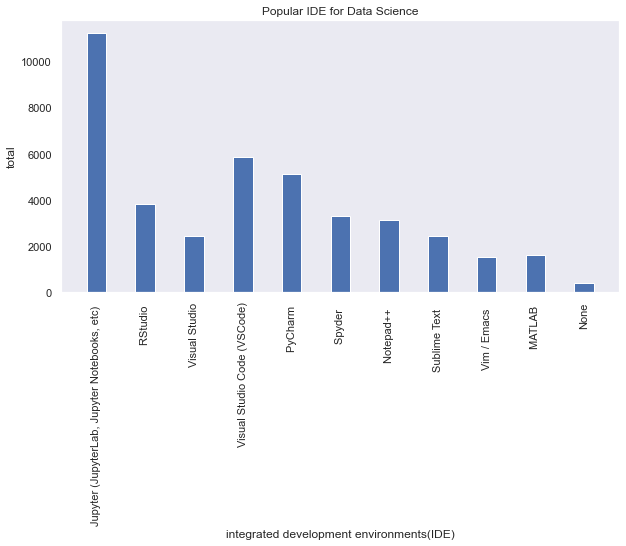 Popular IDE for Data Science
total
10000
8000
6000
4000
2000
0
Jupyter (JupyterLab, Jupyter Notebooks, etc)
RStudio
Visual Studio
Visual Studio Code (VSCode)
PyCharm
Spyder
Notepad++
Sublime Text
Vim / Emacs
MATLAB
None
integrated development environments(IDE)